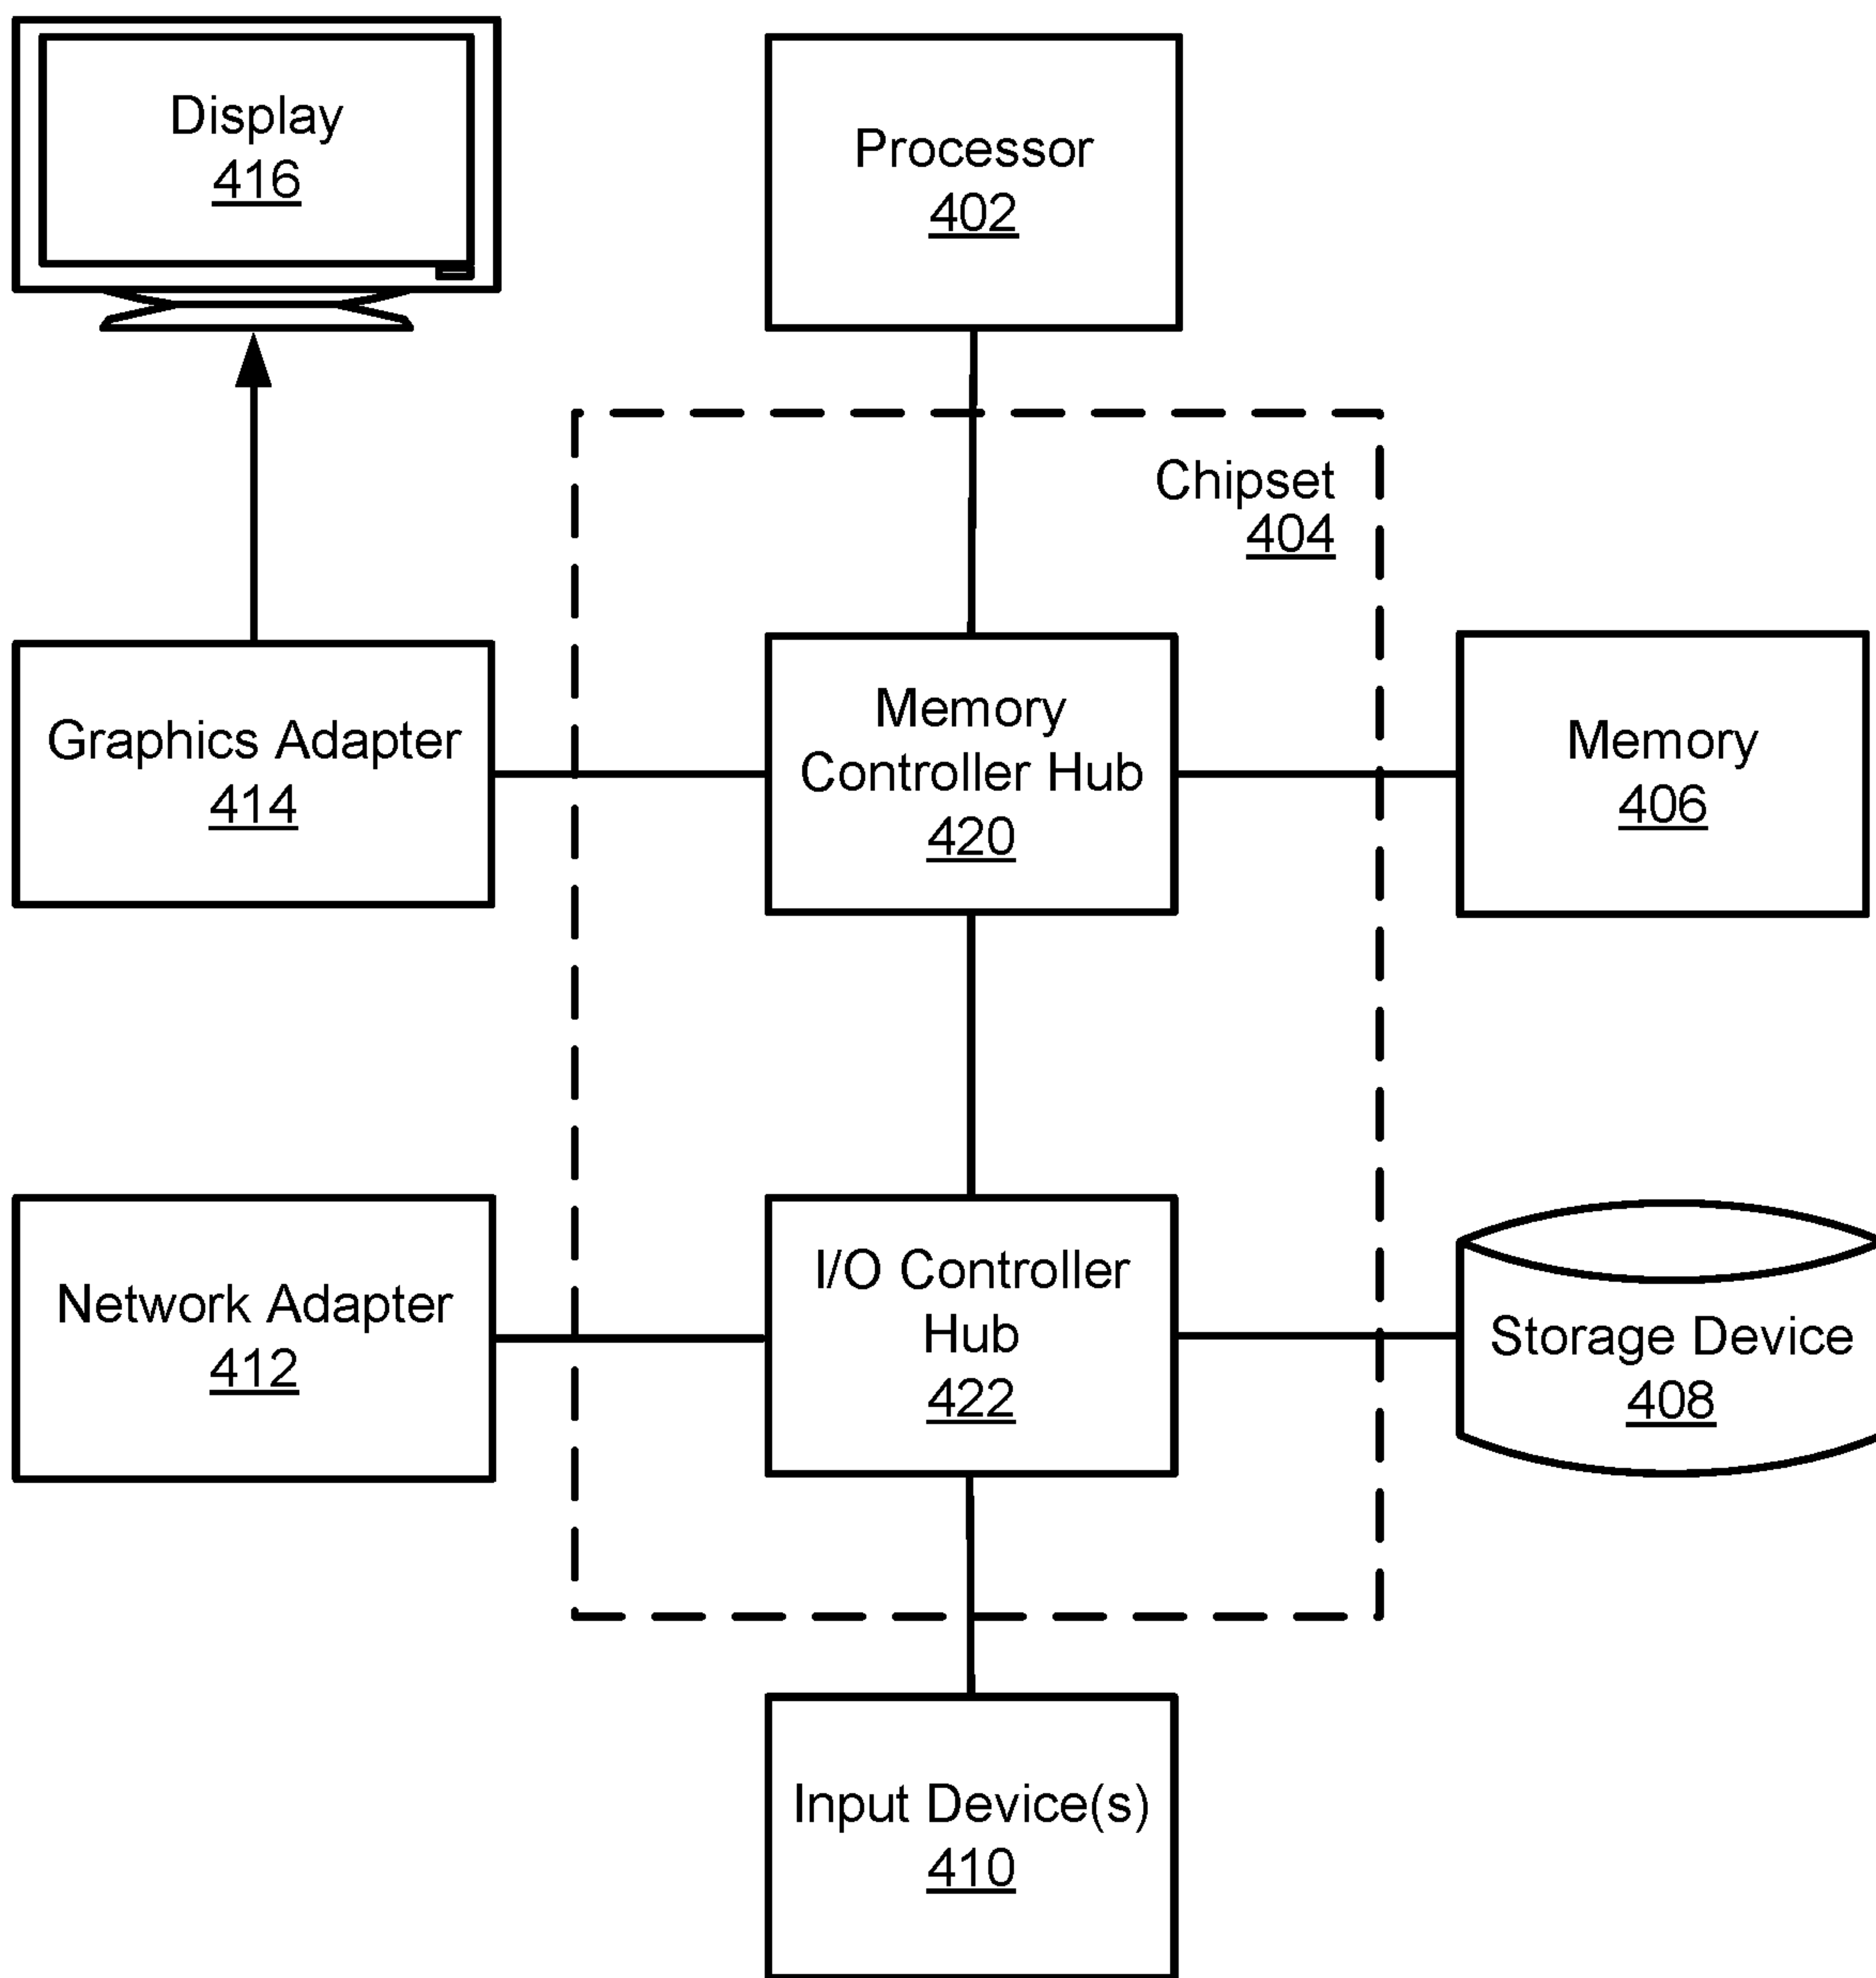 Display
416
Processor
402
Chipset
404
Graphics Adapter
414
Memory
Controller Hub
420
Memory
406
Network Adapter
412
I/O Controller
Hub
422
Storage Device
408
Input Device(s)
410